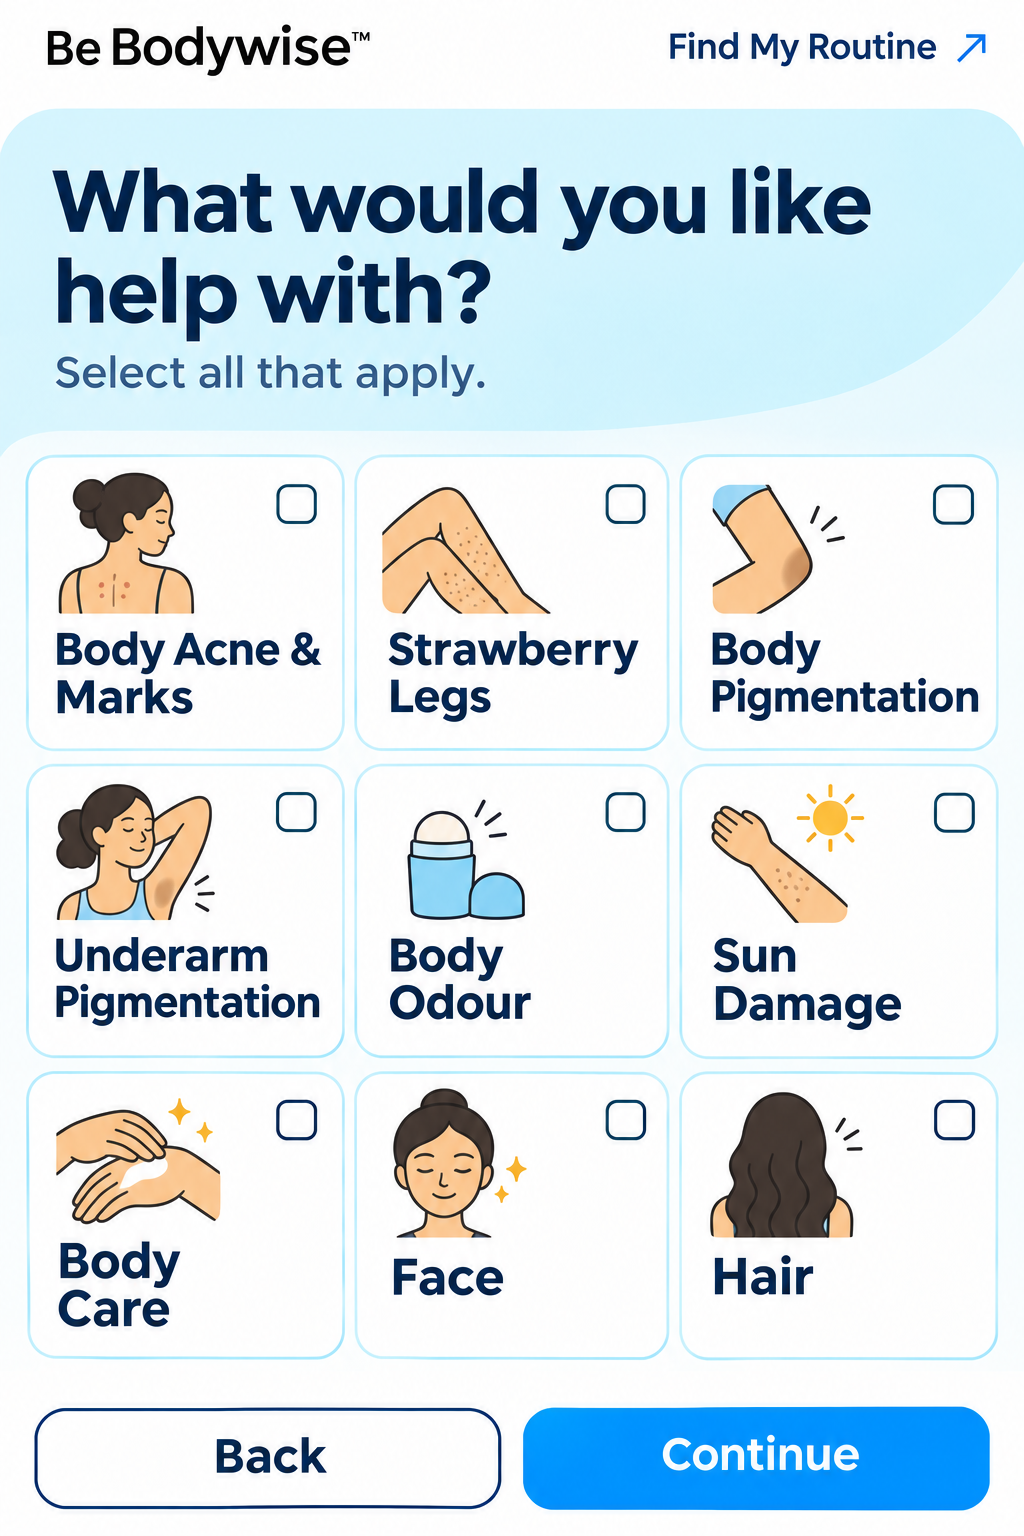 Be Bodywise™
Find My Routine ↗
What would you like
help with?
Select all that apply.
Body Acne &
Marks
Strawberry
Legs
Body
Pigmentation
Underarm
Pigmentation
Body
Odour
Sun
Damage
Body
Care
Face
Hair
Back
Continue